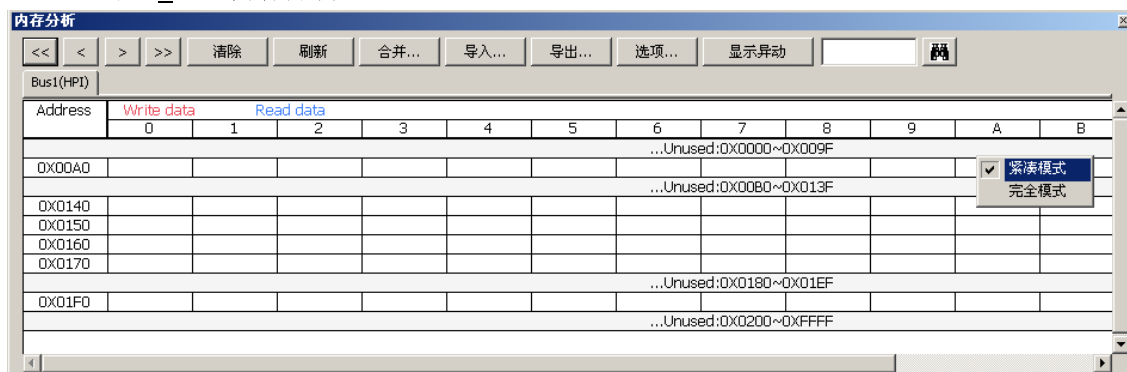 内存分析
<< < > >> 清除 刷新 合并... 导入... 导出... 选项... 显示异动
Bus1(HPI)
Address Write data Read data
0 1 2 3 4 5 6 7 8 9 A B
...Unused:0X0000~0X009F
0X00A0
紧凑模式
...Unused:0X00B0~0X013F
完全模式
0X0140
0X0150
0X0160
0X0170
...Unused:0X0180~0X01EF
0X01F0
...Unused:0X0200~0XFFFF